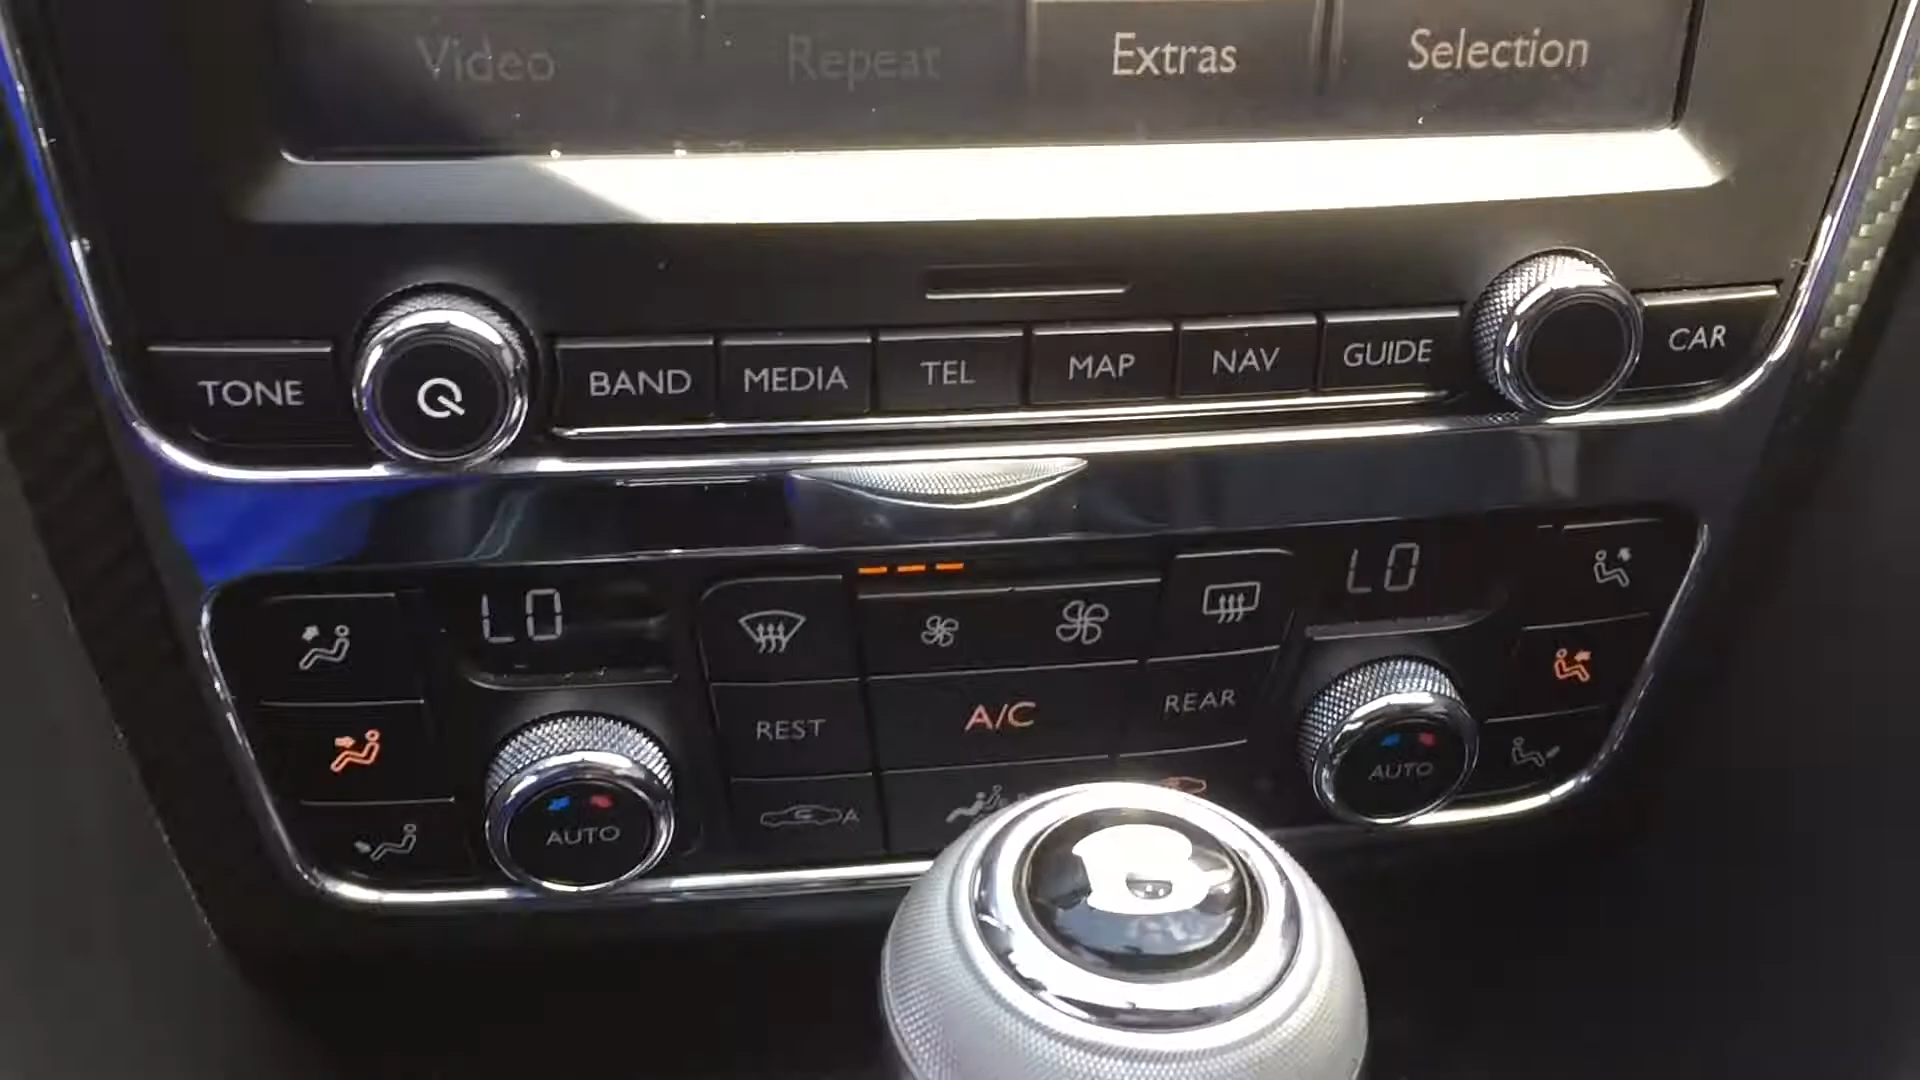 Video Repeat Extras Selection
TONE BAND MEDIA TEL MAP NAV GUIDE CAR
LO LO
REST A/C REAR
AUTO A AUTO